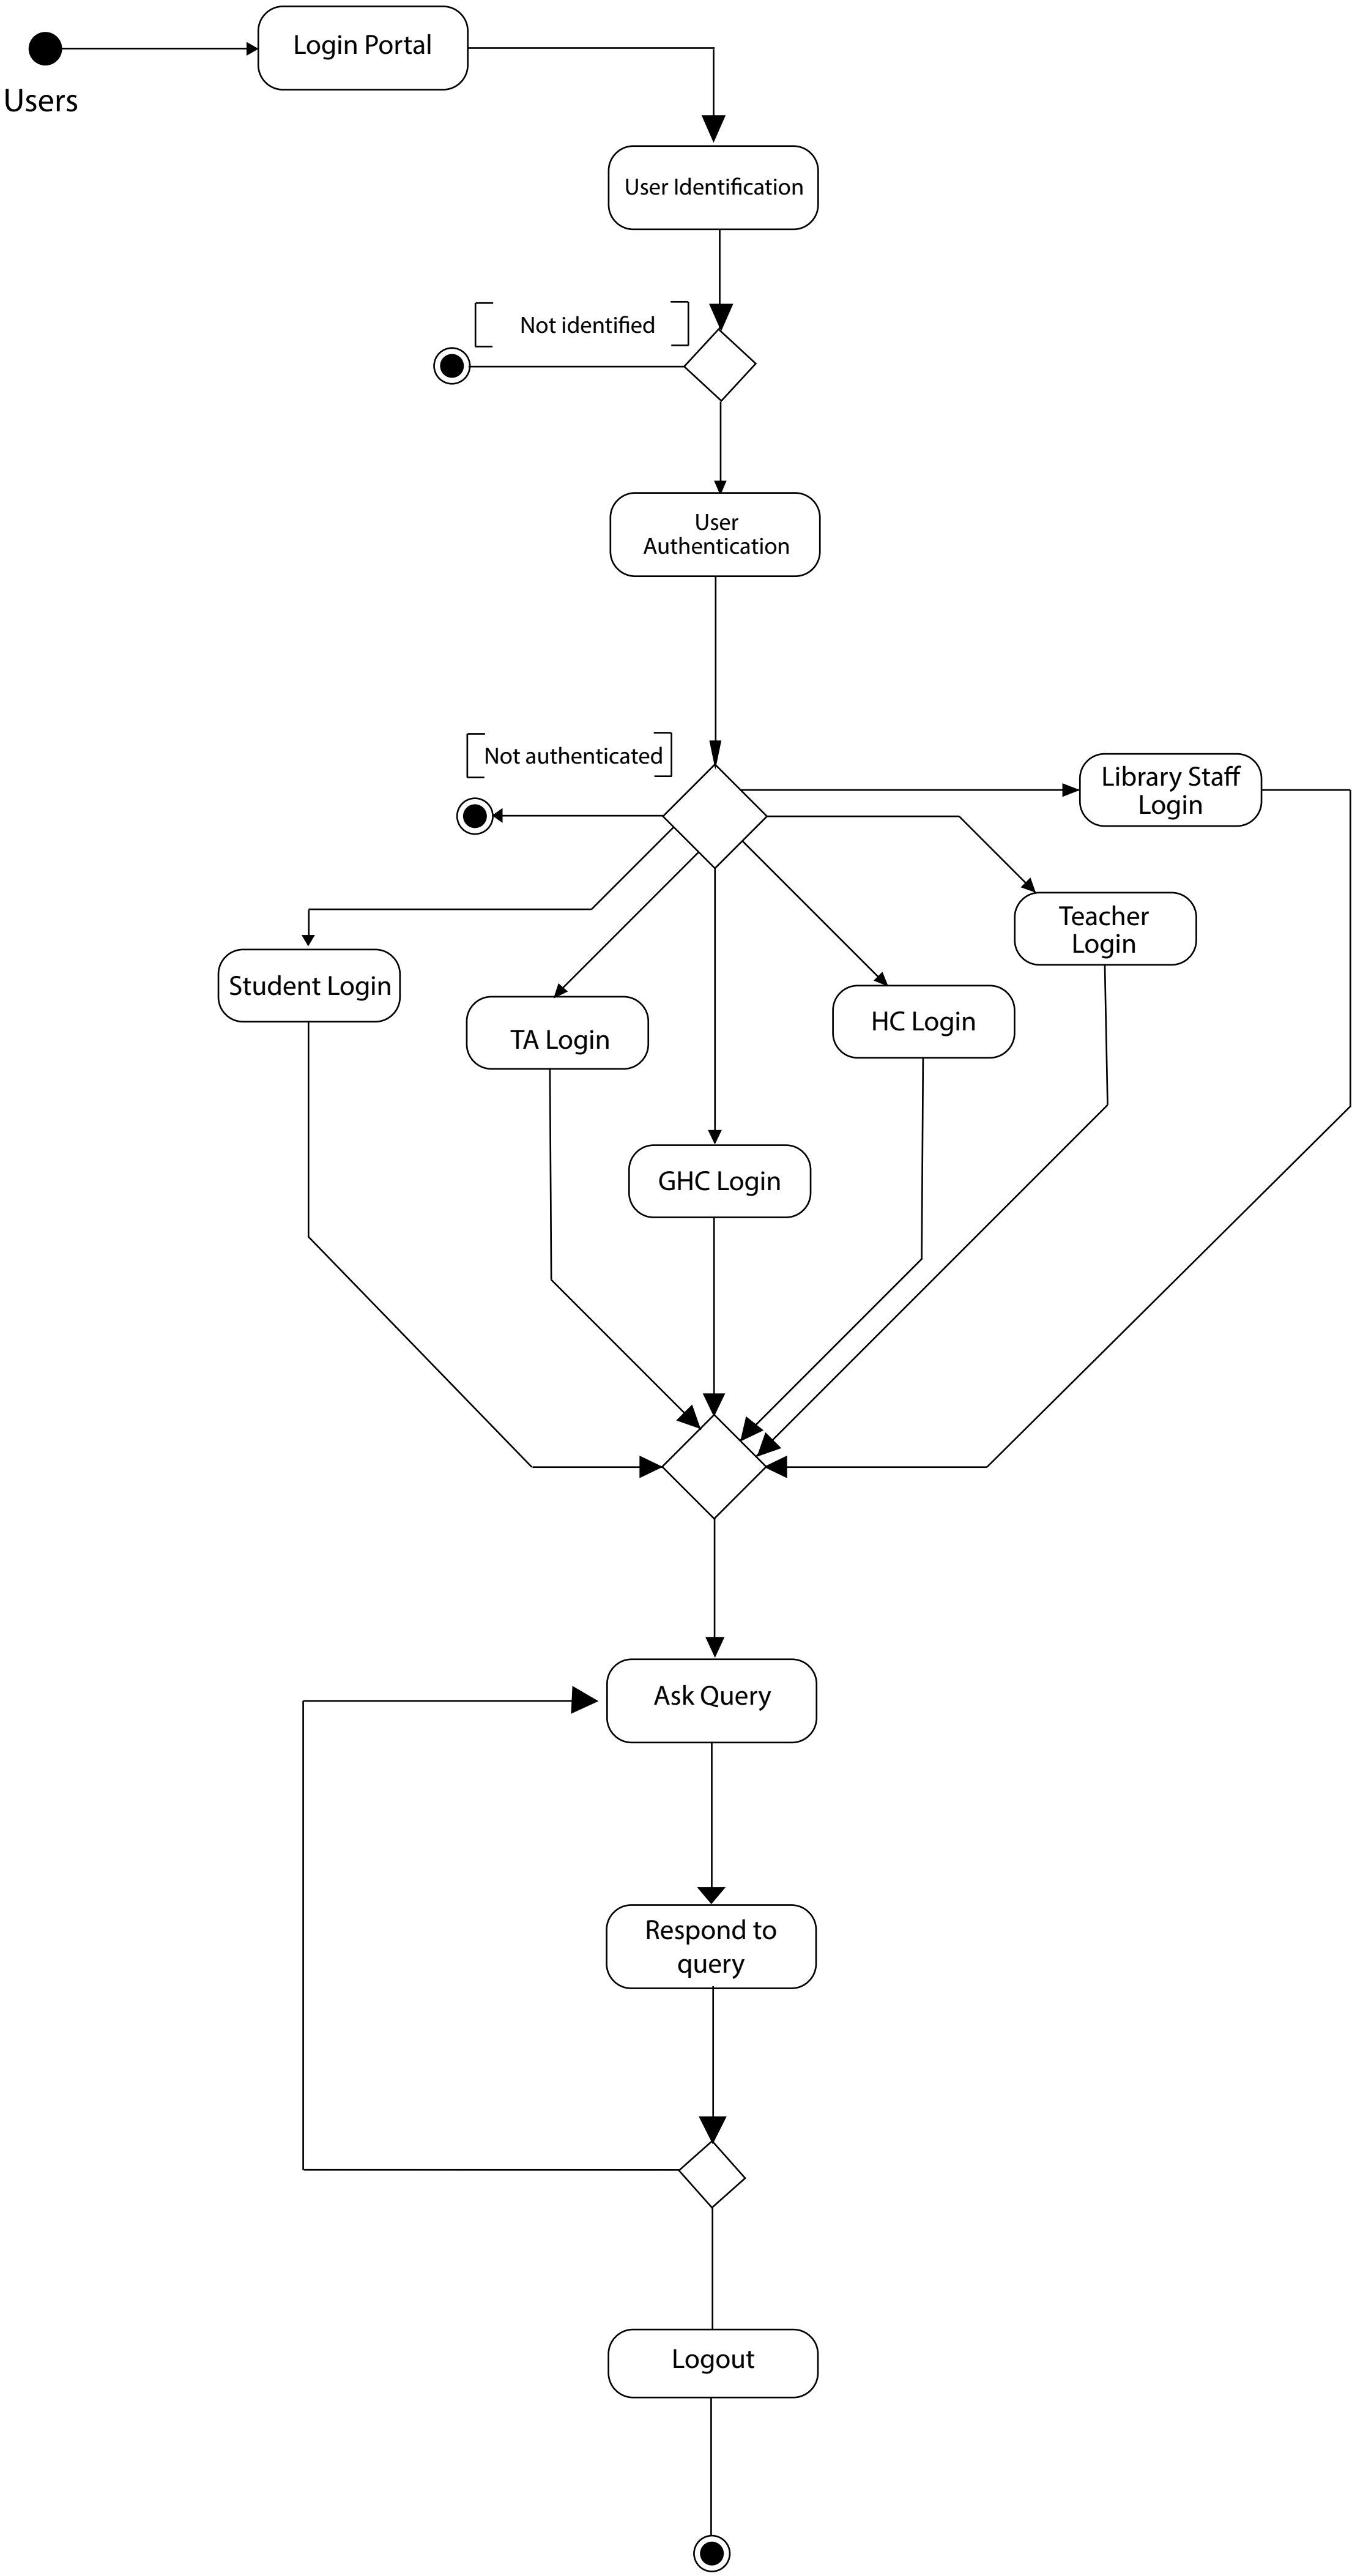 Login Portal
Users
User Identification
[ Not identified ]
User
Authentication
[ Not authenticated ]
Library Staff
Login
Teacher
Login
Student Login
TA Login
HC Login
GHC Login
Ask Query
Respond to
query
Logout